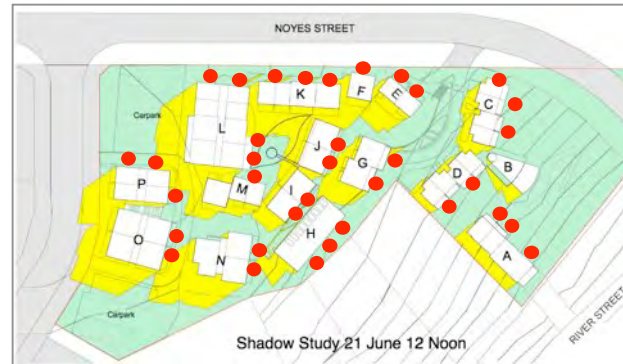 NOYES STREET
Carpark
K
F
E
C
L
J
G
B
P
M
I
D
O
N
H
A
Carpark
RIVER STREET
Shadow Study 21 June 12 Noon